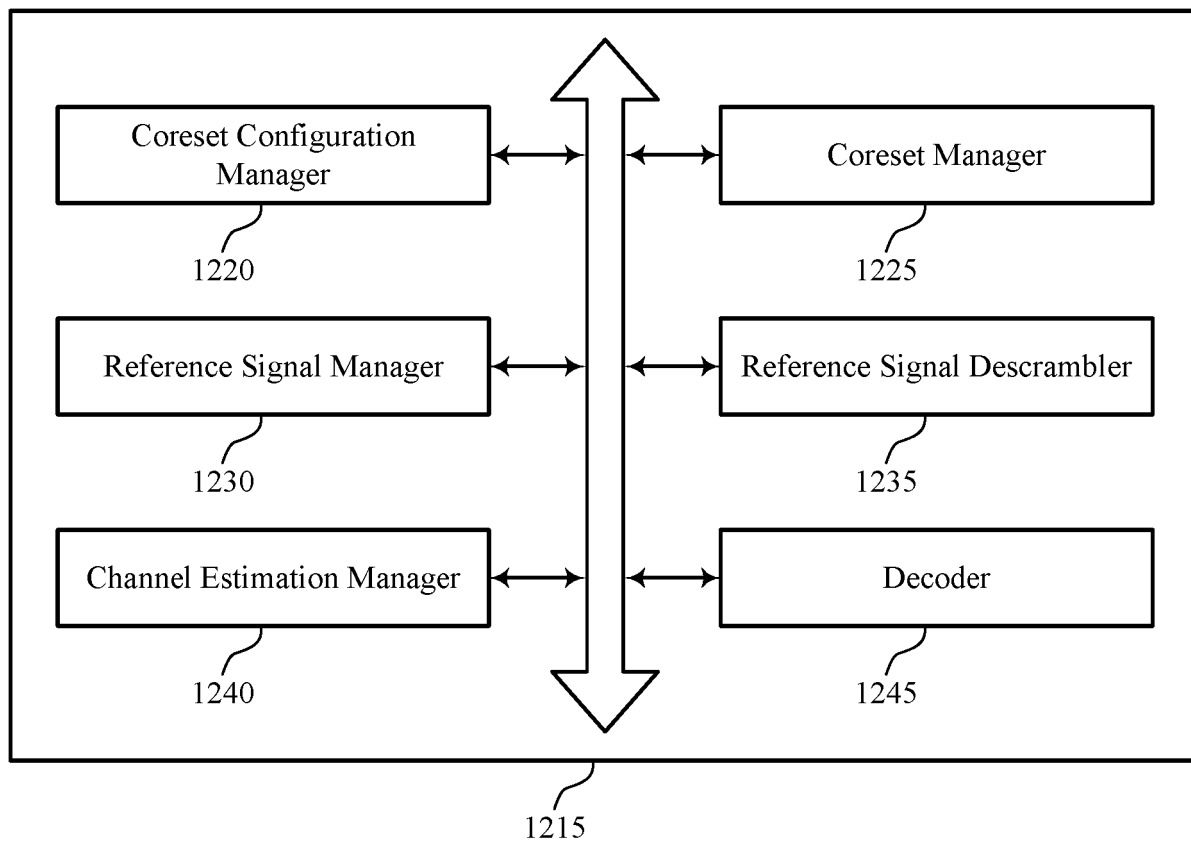 Coreset Configuration
Manager
1220
Coreset Manager
1225
Reference Signal Manager
1230
Reference Signal Descrambler
1235
Channel Estimation Manager
1240
Decoder
1245
1215